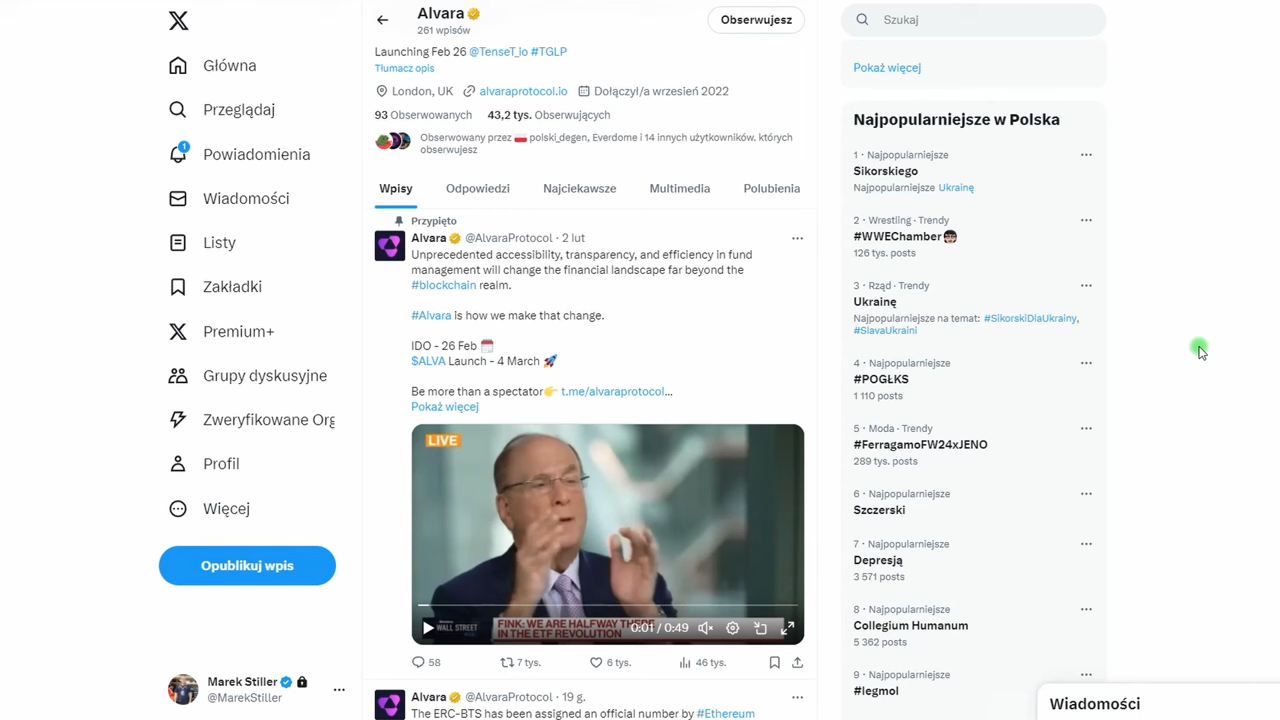 Główna
Przeglądaj
1
Powiadomienia
Wiadomości
Listy
Zakładki
Premium+
Grupy dyskusyjne
Zweryfikowane Org
Profil
Więcej
Opublikuj wpis
Marek Stiller
@MarekStiller
Alvara
261 wpisów
Obserwujesz
Launching Feb 26 @TenseT_io #TGLP
Tłumacz opis
London, UK alvaraprotocol.io Dołączył/a wrzesień 2022
93 Obserwowanych 43,2 tys. Obserwujących
Obserwowany przez polski_degen, Everdome i 14 innych użytkowników, których
obserwujesz
Wpisy Odpowiedzi Najciekawsze Multimedia Polubienia
Przypięto
Alvara @AlvaraProtocol · 2 lut
Unprecedented accessibility, transparency, and efficiency in fund
management will change the financial landscape far beyond the
#blockchain realm.
#Alvara is how we make that change.
IDO - 26 Feb
$ALVA Launch - 4 March
Be more than a spectator t.me/alvaraprotocol...
Pokaż więcej
LIVE
WALL STREET
FINK: WE ARE HALFWAY THERE
IN THE ETF REVOLUTION
0:01 / 0:49
58 7 tys. 6 tys. 46 tys.
Alvara @AlvaraProtocol · 19 g.
The ERC-BTS has been assigned an official number by #Ethereum
Szukaj
Pokaż więcej
Najpopularniejsze w Polska
1 · Najpopularniejsze
Sikorskiego
Najpopularniejsze Ukrainę
2 · Wrestling · Trendy
#WWEChamber
126 tys. posts
3 · Rząd · Trendy
Ukrainę
Najpopularniejsze na temat: #SikorskiDlaUkrainy,
#SlavaUkraini
4 · Najpopularniejsze
#POGŁKS
1 110 posts
5 · Moda · Trendy
#FerragamoFW24xJENO
289 tys. posts
6 · Najpopularniejsze
Szczerski
7 · Najpopularniejsze
Depresją
3 571 posts
8 · Najpopularniejsze
Collegium Humanum
5 362 posts
9 · Najpopularniejsze
#legmol
Wiadomości